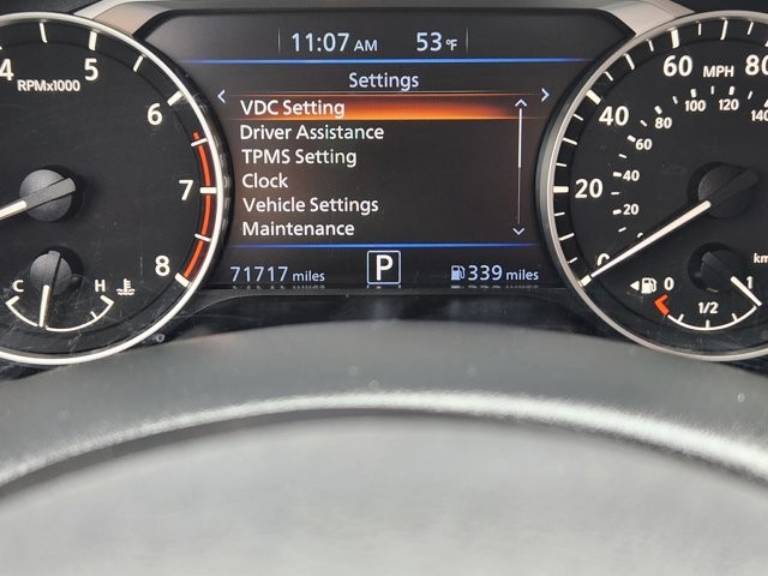 11:07 AM 53 °F
Settings
VDC Setting
Driver Assistance
TPMS Setting
Clock
Vehicle Settings
Maintenance
71717 miles P 339 miles
4 5 6 7 8
RPMx1000
C H
0 20 40 60 80
MPH
20 40 60 80 100 120 140
km
0 1/2 1